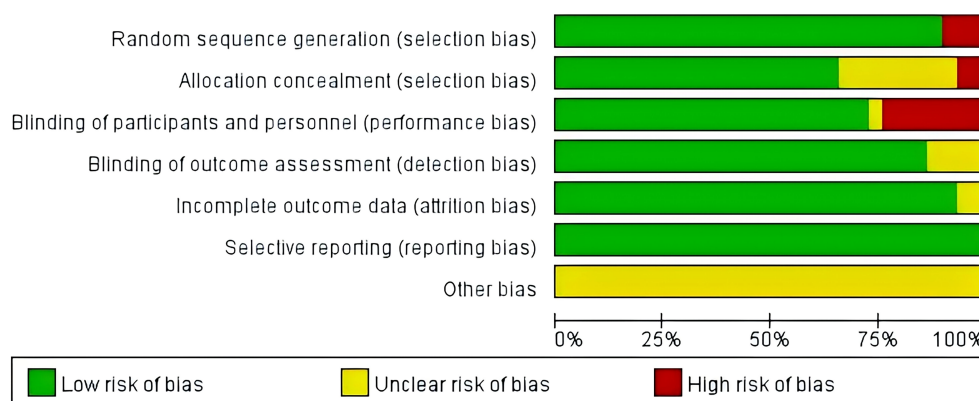 Random sequence generation (selection bias)
Allocation concealment (selection bias)
Blinding of participants and personnel (performance bias)
Blinding of outcome assessment (detection bias)
Incomplete outcome data (attrition bias)
Selective reporting (reporting bias)
Other bias
0% 25% 50% 75% 100%
Low risk of bias Unclear risk of bias High risk of bias